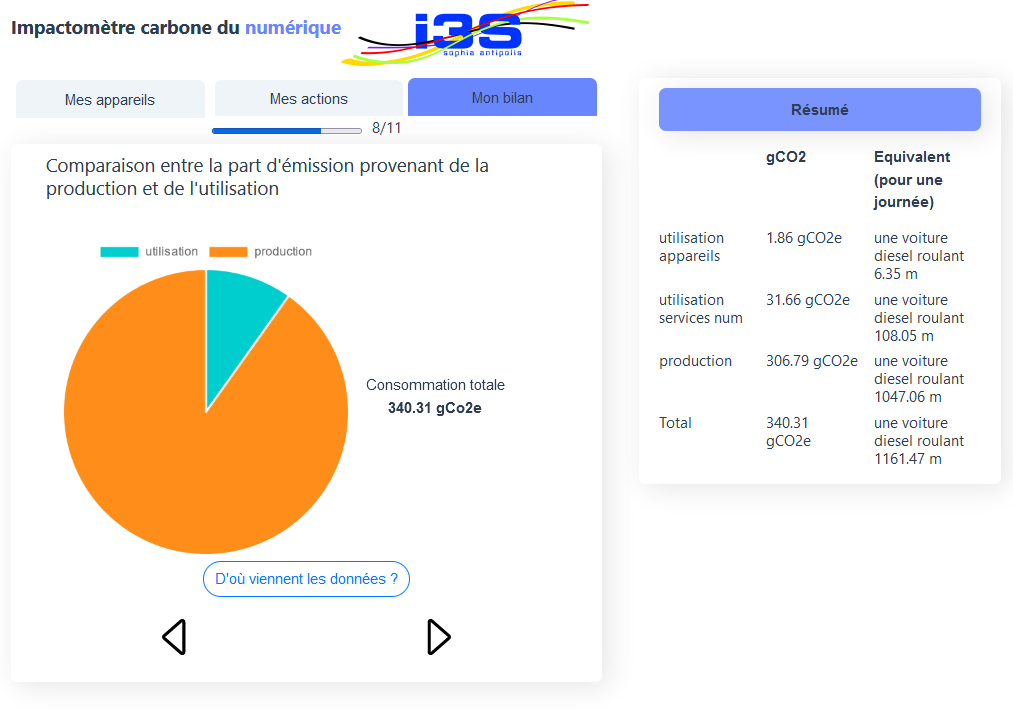 Impactomètre carbone du numérique
i3S
sophia antipolis
Mes appareils
Mes actions
Mon bilan
8/11
Comparaison entre la part d'émission provenant de la
production et de l'utilisation
utilisation
production
Consommation totale
340.31 gCo2e
D'où viennent les données ?
Résumé
gCO2
Equivalent
(pour une
journée)
utilisation
appareils
1.86 gCO2e
une voiture
diesel roulant
6.35 m
utilisation
services num
31.66 gCO2e
une voiture
diesel roulant
108.05 m
production
306.79 gCO2e
une voiture
diesel roulant
1047.06 m
Total
340.31
gCO2e
une voiture
diesel roulant
1161.47 m